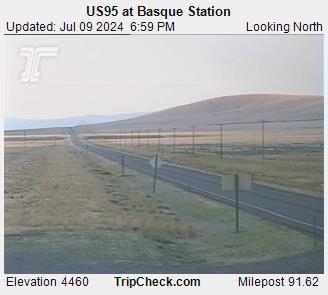 US95 at Basque Station
Updated: Jul 09 2024 6:59 PM Looking North
Elevation 4460 TripCheck.com Milepost 91.62